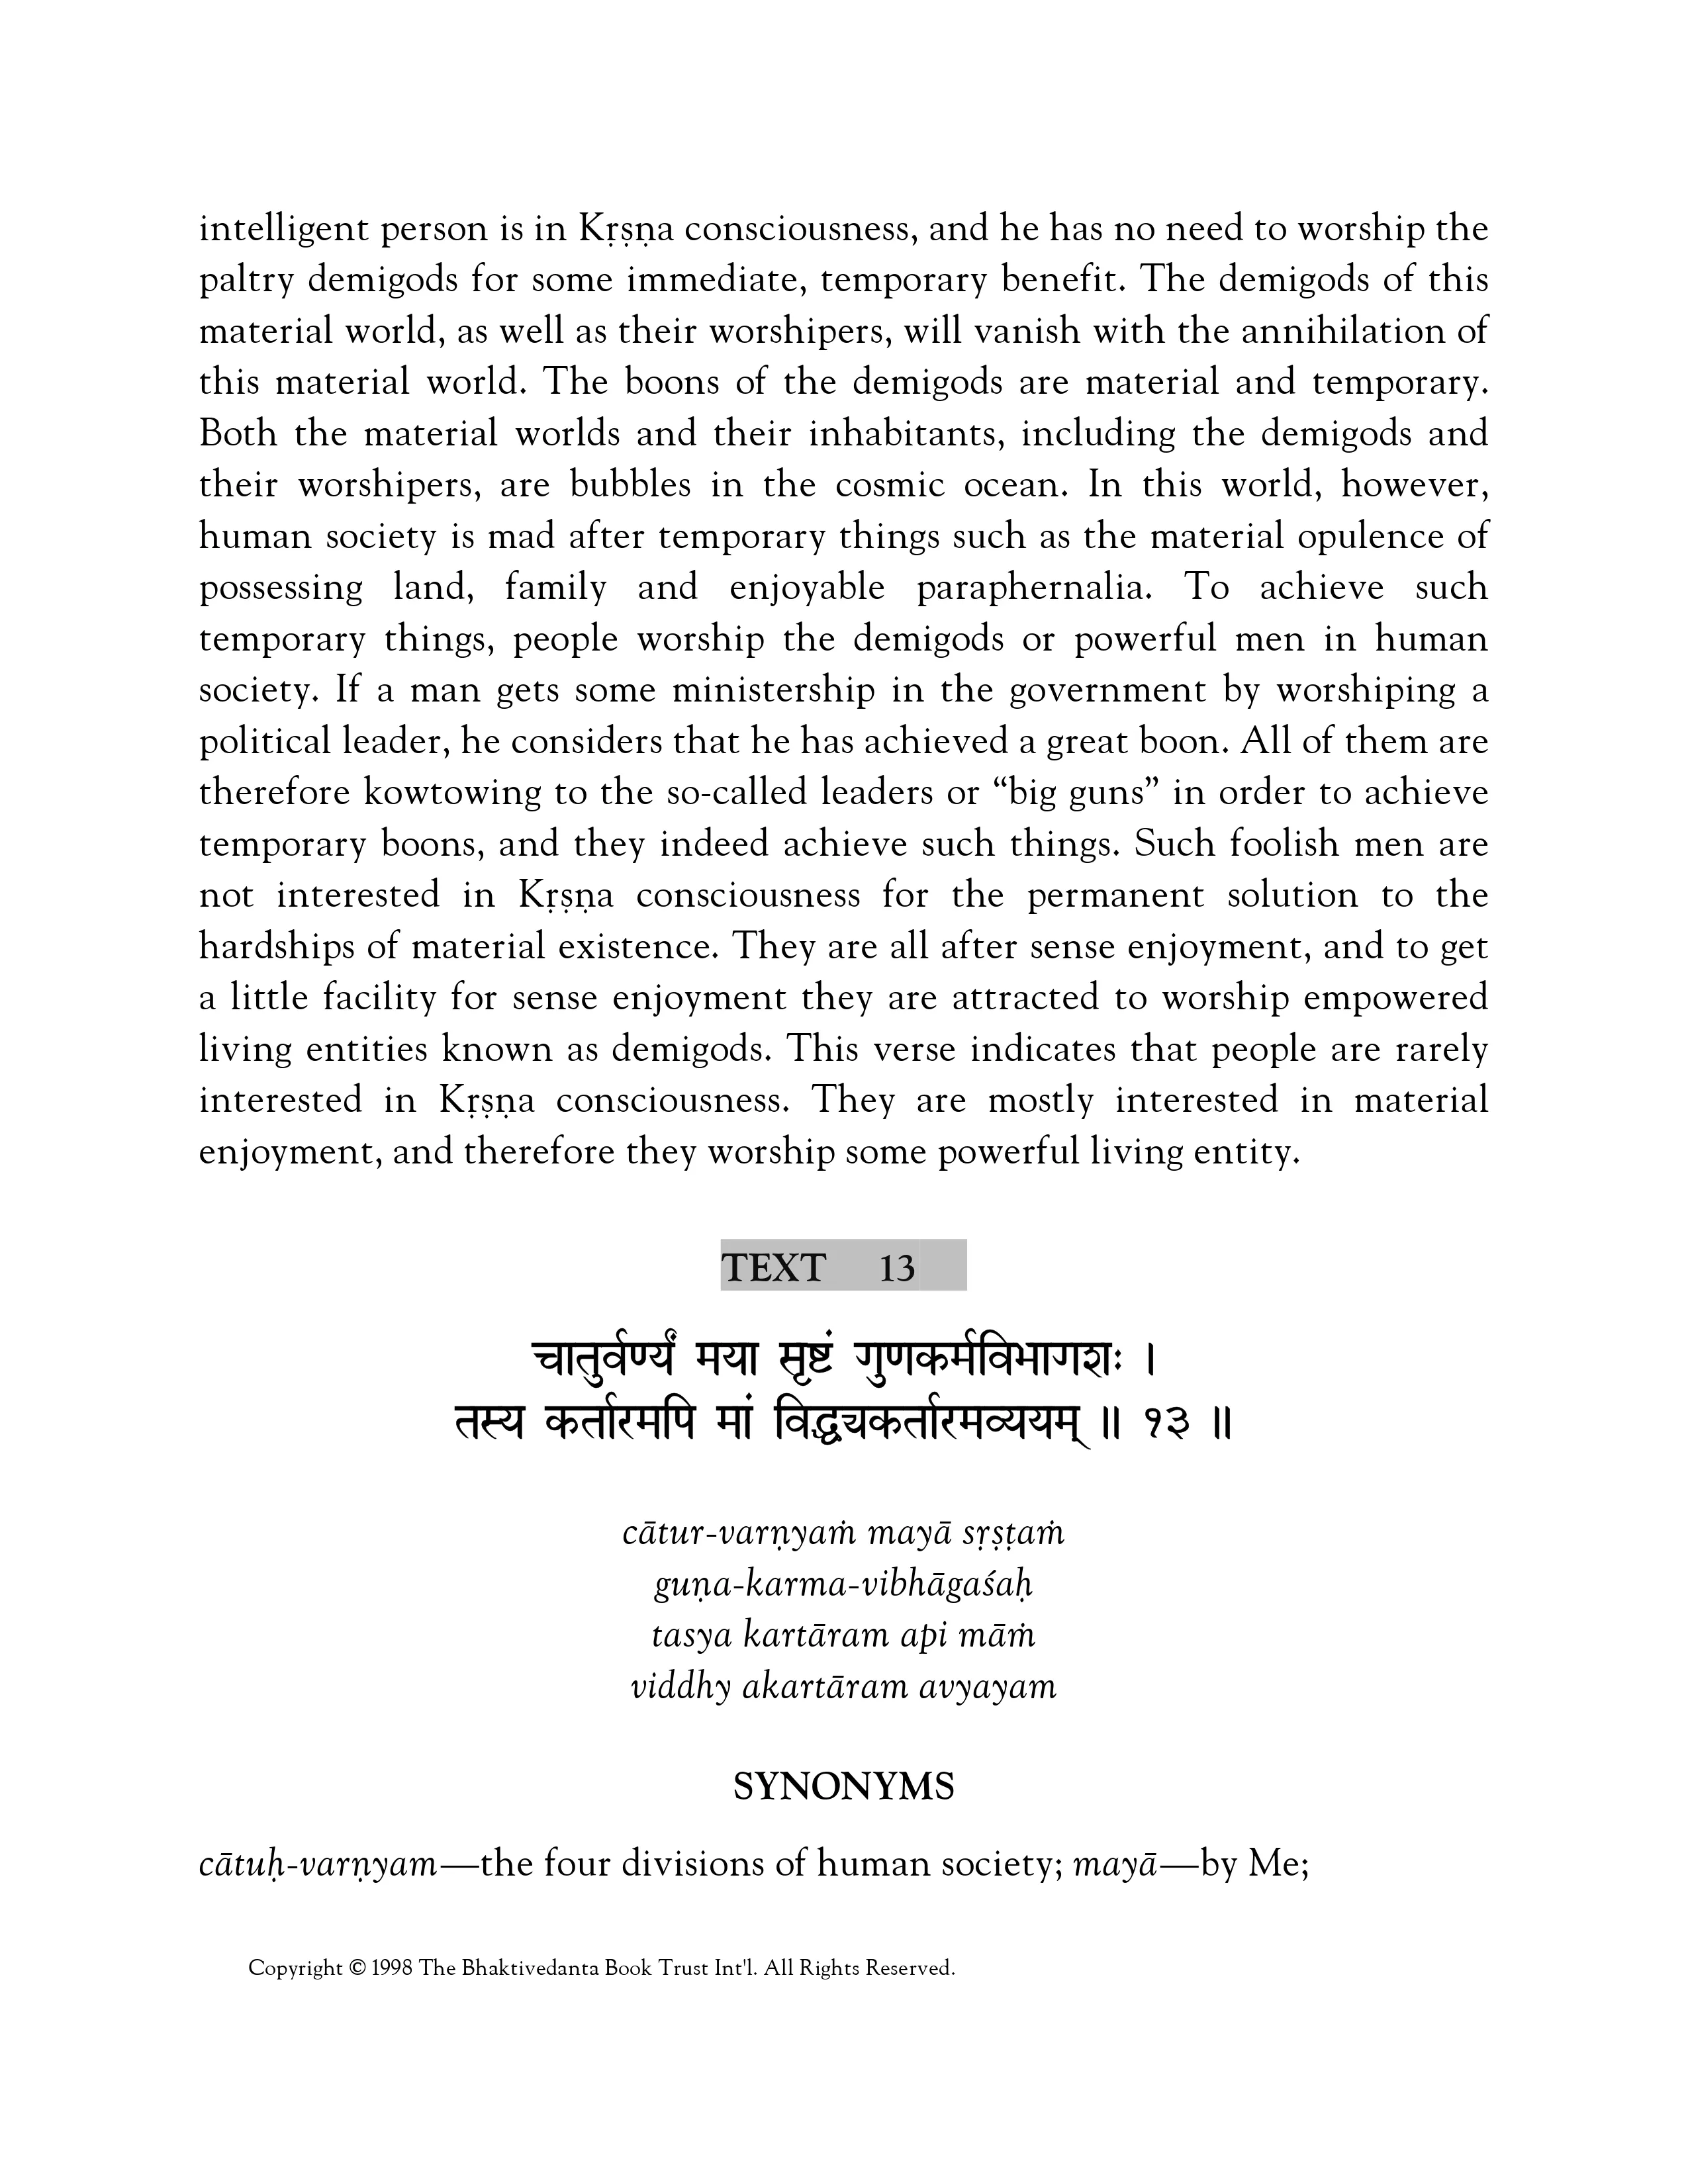 intelligent person is in Kṛṣṇa consciousness, and he has no need to worship the
paltry demigods for some immediate, temporary benefit. The demigods of this
material world, as well as their worshipers, will vanish with the annihilation of
this material world. The boons of the demigods are material and temporary.
Both the material worlds and their inhabitants, including the demigods and
their worshipers, are bubbles in the cosmic ocean. In this world, however,
human society is mad after temporary things such as the material opulence of
possessing land, family and enjoyable paraphernalia. To achieve such
temporary things, people worship the demigods or powerful men in human
society. If a man gets some ministership in the government by worshiping a
political leader, he considers that he has achieved a great boon. All of them are
therefore kowtowing to the so-called leaders or “big guns” in order to achieve
temporary boons, and they indeed achieve such things. Such foolish men are
not interested in Kṛṣṇa consciousness for the permanent solution to the
hardships of material existence. They are all after sense enjoyment, and to get
a little facility for sense enjoyment they are attracted to worship empowered
living entities known as demigods. This verse indicates that people are rarely
interested in Kṛṣṇa consciousness. They are mostly interested in material
enjoyment, and therefore they worship some powerful living entity.
TEXT 13
चातुर्वर्ण्यं मया सृष्टं गुणकर्मविभागशः ।
तस्य कर्तारमपि मां विद्ध्यकर्तारमव्ययम् ॥ १३ ॥
cātur-varṇyaṁ mayā sṛṣṭaṁ
guṇa-karma-vibhāgaśaḥ
tasya kartāram api māṁ
viddhy akartāram avyayam
SYNONYMS
cātuḥ-varṇyam—the four divisions of human society; mayā—by Me;
Copyright © 1998 The Bhaktivedanta Book Trust Int'l. All Rights Reserved.